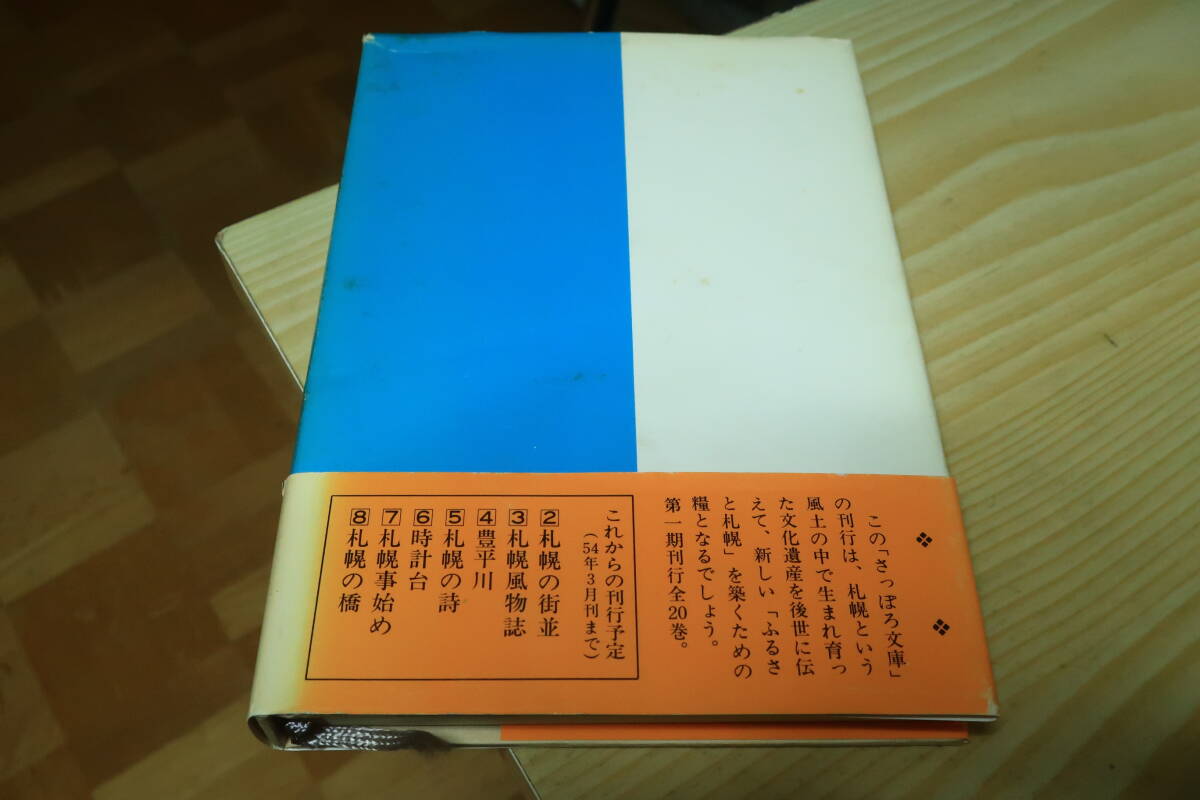 この「さっぽろ文庫」
の刊行は、札幌という
風土の中で生まれ育っ
た文化遺産を後世に伝
えて、新しい「ふるさ
と札幌」を築くための
糧となるでしょう。
第一期刊行全20巻。
これからの刊行予定
(54年3月刊まで)
2札幌の街並
3札幌風物誌
4豊平川
5札幌の詩
6時計台
7札幌事始め
8札幌の橋